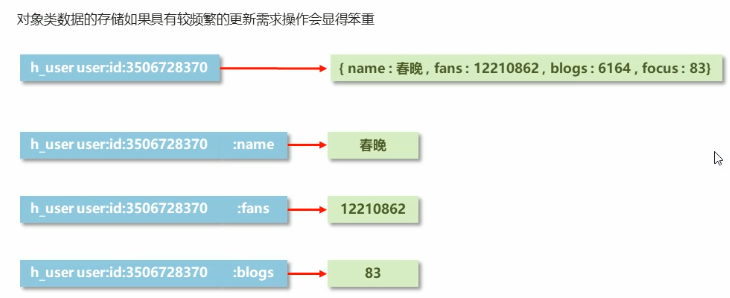 对象类数据的存储如果具有较频繁的更新需求操作会显得笨重
h_user user:id:3506728370 { name : 春晚 , fans : 12210862 , blogs : 6164 , focus : 83}
h_user user:id:3506728370 :name 春晚
h_user user:id:3506728370 :fans 12210862
h_user user:id:3506728370 :blogs 83